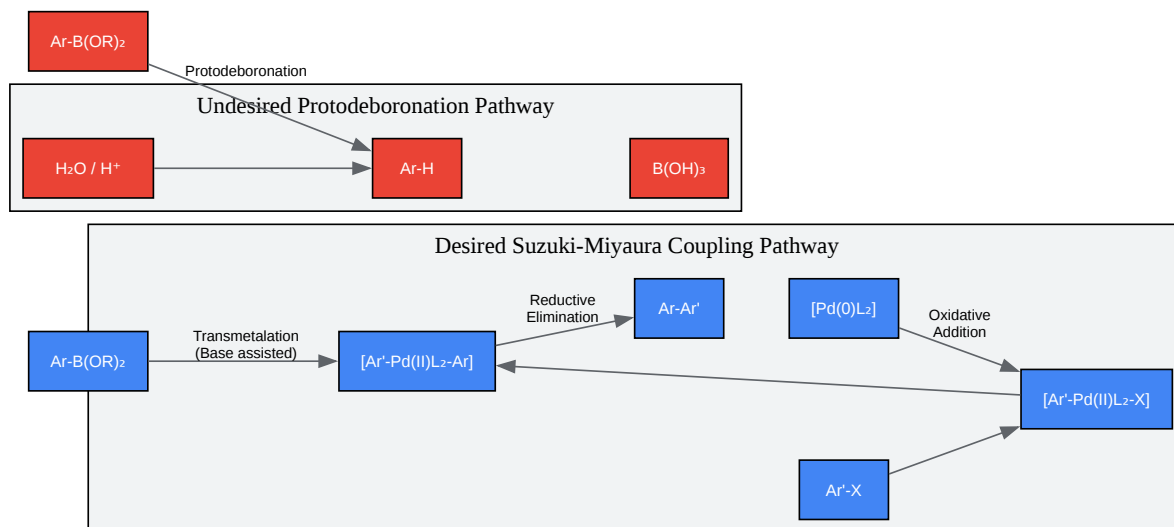 Ar-B(OR)₂
Protodeboronation
Undesired Protodeboronation Pathway
H₂O / H⁺
Ar-H
B(OH)₃
Desired Suzuki-Miyaura Coupling Pathway
Ar-B(OR)₂
Transmetalation
(Base assisted)
[Ar'-Pd(II)L₂-Ar]
Reductive
Elimination
Ar-Ar'
[Pd(0)L₂]
Oxidative
Addition
[Ar'-Pd(II)L₂-X]
Ar'-X